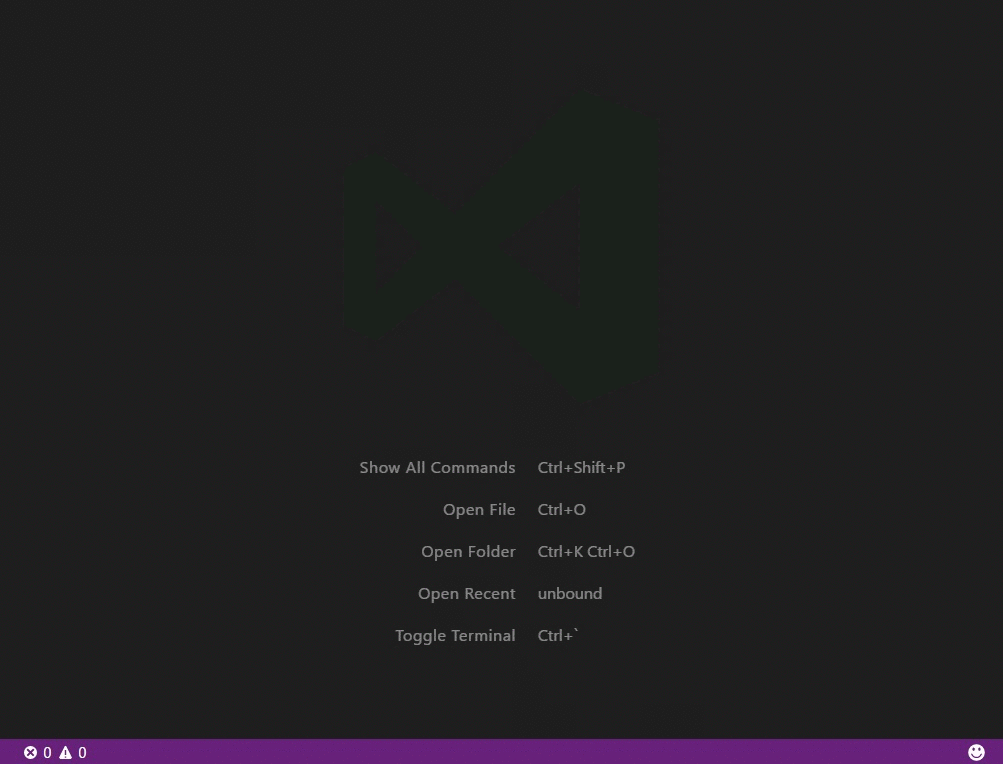 Show All Commands Ctrl+Shift+P
Open File Ctrl+O
Open Folder Ctrl+K Ctrl+O
Open Recent unbound
Toggle Terminal Ctrl+`
0 0